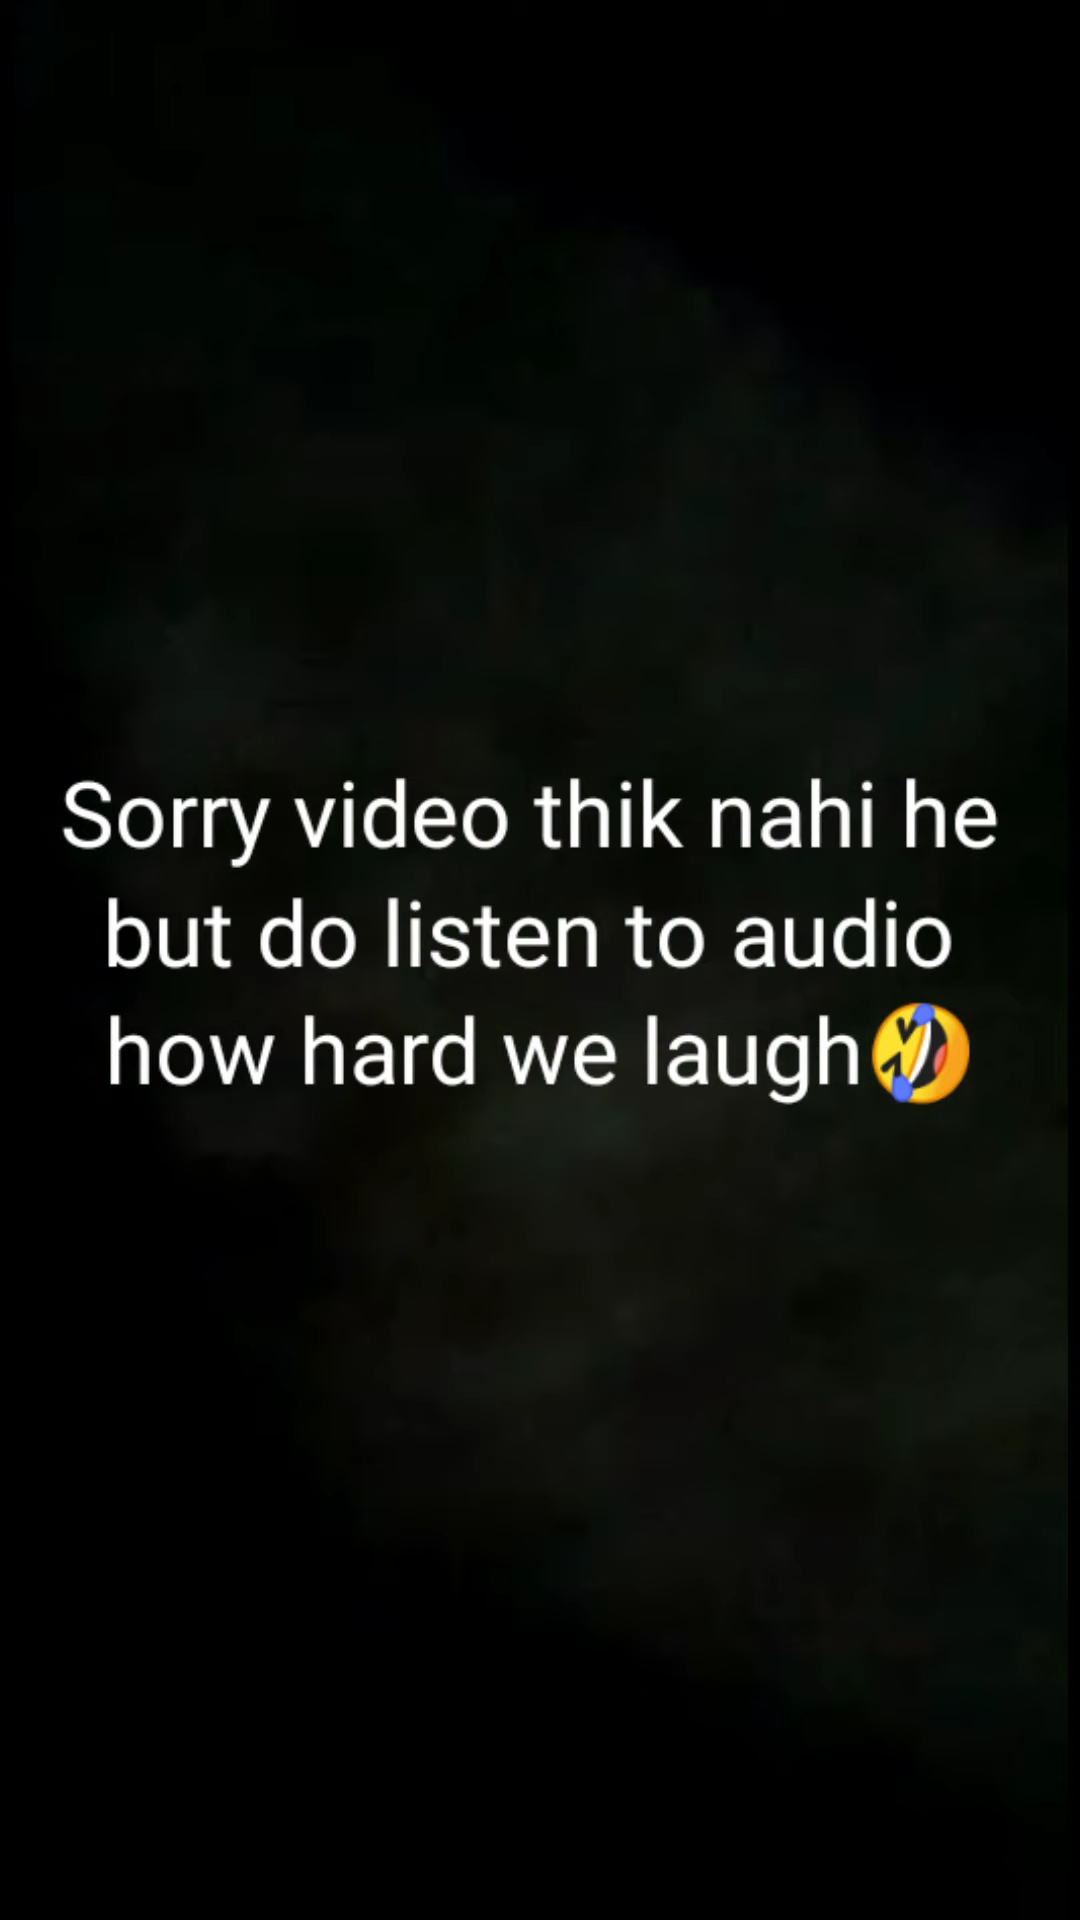 Sorry video thik nahi he
but do listen to audio
how hard we laugh🤣